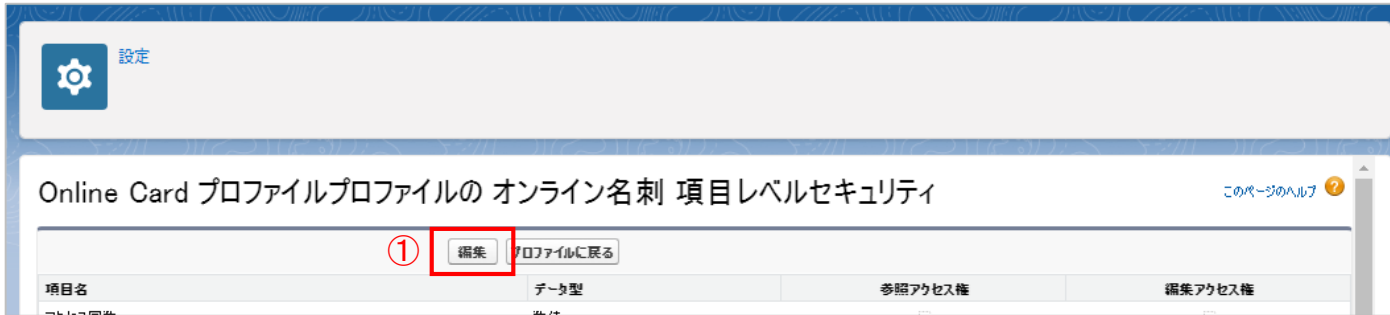 設定
Online Card プロファイルプロファイルの オンライン名刺 項目レベルセキュリティ
このページのヘルプ
① 編集 プロファイルに戻る
項目名 データ型 参照アクセス権 編集アクセス権